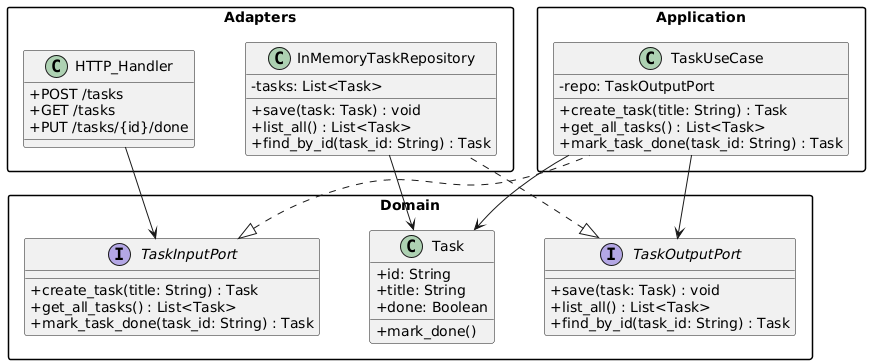 Adapters
C HTTP_Handler
+POST /tasks
+GET /tasks
+PUT /tasks/{id}/done
C InMemoryTaskRepository
-tasks: List<Task>
+save(task: Task) : void
+list_all() : List<Task>
+find_by_id(task_id: String) : Task
Application
C TaskUseCase
-repo: TaskOutputPort
+create_task(title: String) : Task
+get_all_tasks() : List<Task>
+mark_task_done(task_id: String) : Task
Domain
I TaskInputPort
+create_task(title: String) : Task
+get_all_tasks() : List<Task>
+mark_task_done(task_id: String) : Task
C Task
+id: String
+title: String
+done: Boolean
+mark_done()
I TaskOutputPort
+save(task: Task) : void
+list_all() : List<Task>
+find_by_id(task_id: String) : Task